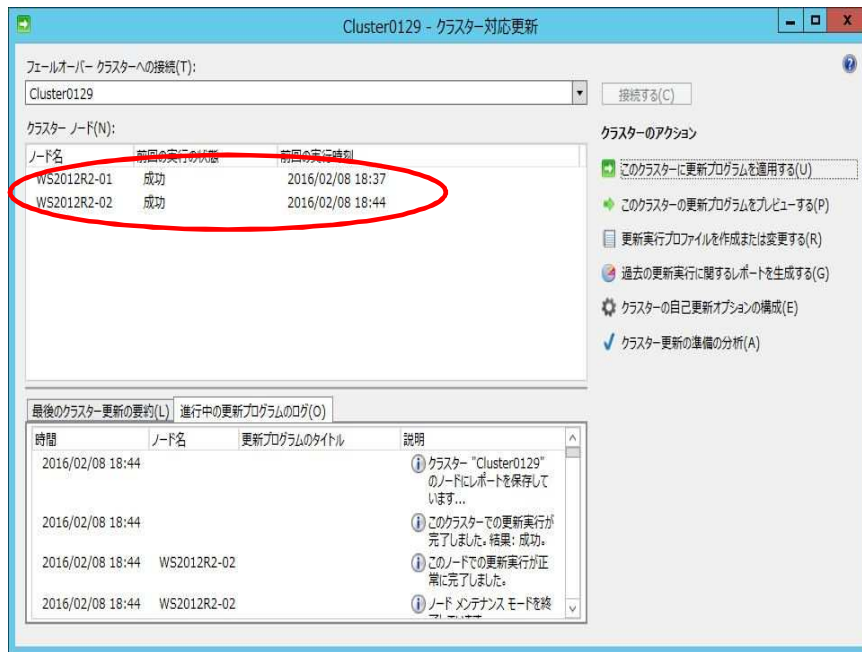 Cluster0129 - クラスター対応更新
フェールオーバー クラスターへの接続(T):
Cluster0129
接続する(C)
クラスター ノード(N):
ノード名 前回の実行の状態 前回の実行時刻
WS2012R2-01 成功 2016/02/08 18:37
WS2012R2-02 成功 2016/02/08 18:44
クラスターのアクション
このクラスターに更新プログラムを適用する(U)
このクラスターの更新プログラムをプレビューする(P)
更新実行プロファイルを作成または変更する(R)
過去の更新実行に関するレポートを生成する(G)
クラスターの自己更新オプションの構成(E)
クラスター更新の準備の分析(A)
最後のクラスター更新の要約(L) 進行中の更新プログラムのログ(O)
時間 ノード名 更新プログラムのタイトル 説明
2016/02/08 18:44 クラスター "Cluster0129"
のノードにレポートを保存して
います...
2016/02/08 18:44 このクラスターでの更新実行が
完了しました。結果: 成功。
2016/02/08 18:44 WS2012R2-02 このノードでの更新実行が正
常に完了しました。
2016/02/08 18:44 WS2012R2-02 ノード メンテナンス モードを終